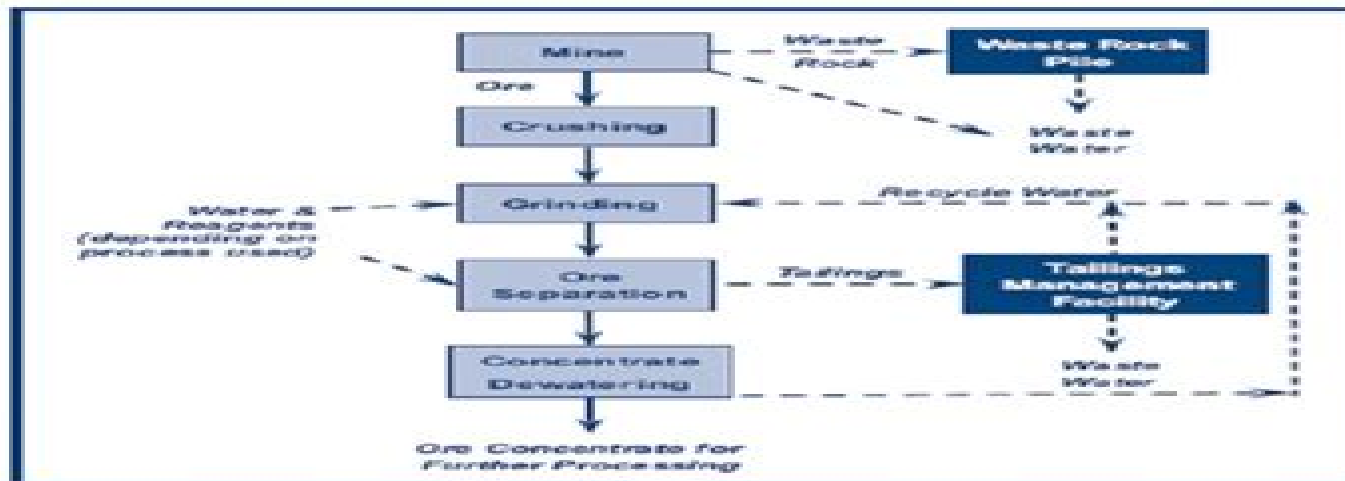 Mine
Waste
Rock
Waste Rock
Pile
Ore
Crushing
Waste
Water
Grinding
Recycle Water
Water &
Reagents
(depending on
process used)
Ore
Separation
Tailings
Tailings
Management
Facility
Concentrate
Dewatering
Waste
Water
Ore Concentrate for
Further Processing